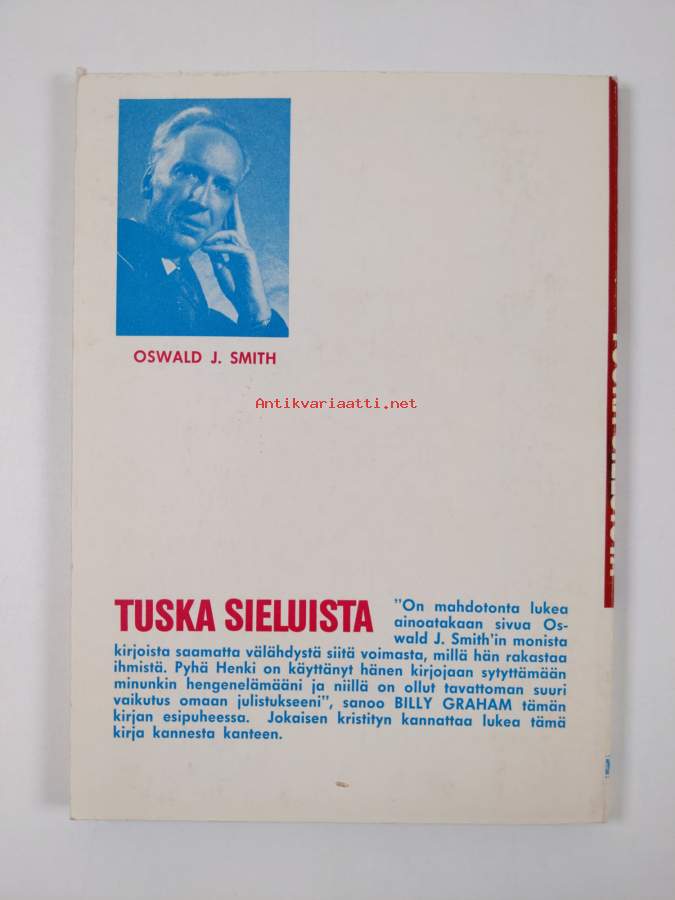 OSWALD J. SMITH
Antikvariaatti.net
TUSKA SIELUISTA
"On mahdotonta lukea
ainoatakaan sivua Os-
wald J. Smith'in monista
kirjoista saamatta välähdystä siitä voimasta, millä hän rakastaa
ihmistä. Pyhä Henki on käyttänyt hänen kirjojaan sytyttämään
minunkin hengenelämääni ja niillä on ollut tavattoman suuri
vaikutus omaan julistukseeni", sanoo BILLY GRAHAM tämän
kirjan esipuheessa. Jokaisen kristityn kannattaa lukea tämä
kirja kannesta kanteen.